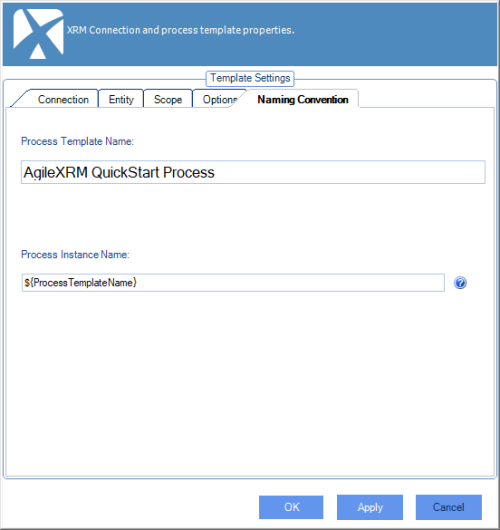 XRM Connection and process template properties.
Template Settings
Connection Entity Scope Options Naming Convention
Process Template Name:
AgileXRM QuickStart Process
Process Instance Name:
${ProcessTemplateName}
?
OK Apply Cancel